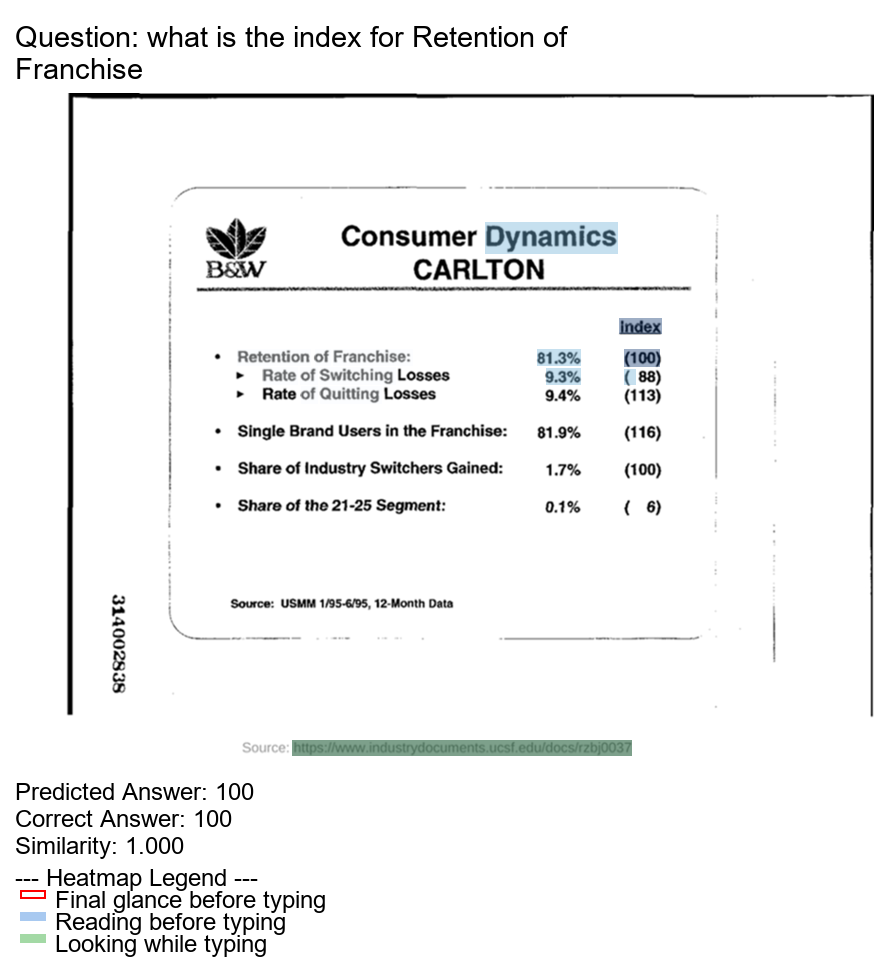 Question: what is the index for Retention of
Franchise
B&W
Consumer Dynamics
CARLTON
Index
• Retention of Franchise: 81.3% (100)
► Rate of Switching Losses 9.3% ( 88)
► Rate of Quitting Losses 9.4% (113)
• Single Brand Users in the Franchise: 81.9% (116)
• Share of Industry Switchers Gained: 1.7% (100)
• Share of the 21-25 Segment: 0.1% ( 6)
Source: USMM 1/95-6/95, 12-Month Data
314002838
Source: https://www.industrydocuments.ucsf.edu/docs/rzbj0037
Predicted Answer: 100
Correct Answer: 100
Similarity: 1.000
--- Heatmap Legend ---
Final glance before typing
Reading before typing
Looking while typing